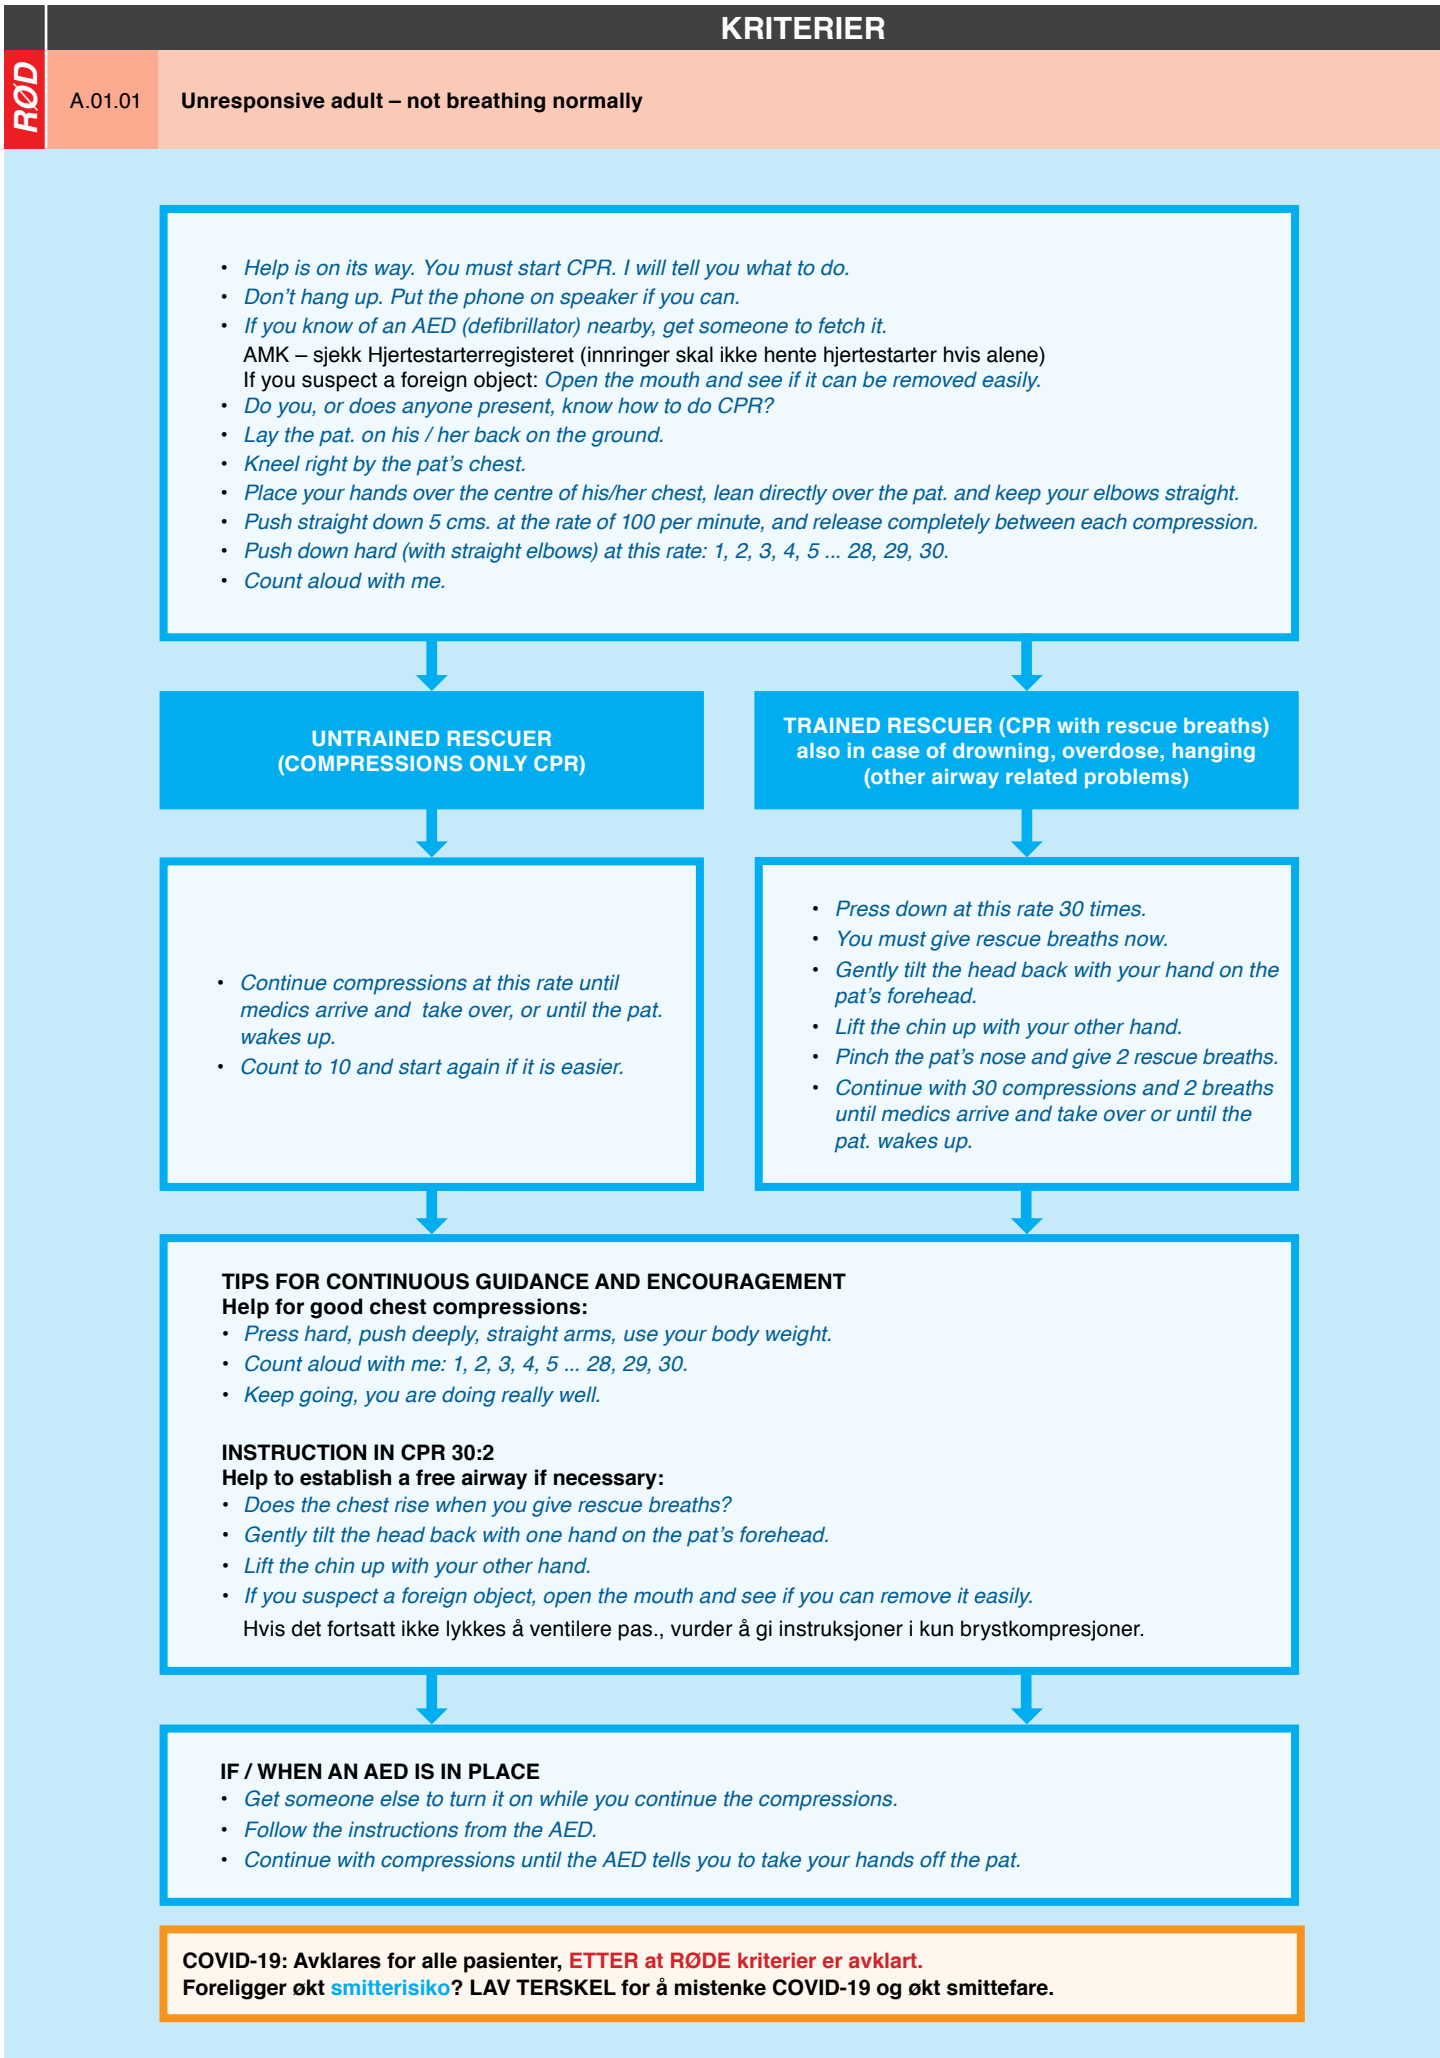 KRITERIER
RØD
A.01.01
Unresponsive adult – not breathing normally
• Help is on its way. You must start CPR. I will tell you what to do.
• Don't hang up. Put the phone on speaker if you can.
• If you know of an AED (defibrillator) nearby, get someone to fetch it.
AMK – sjekk Hjertestarterregisteret (innringer skal ikke hente hjertestarter hvis alene)
If you suspect a foreign object: Open the mouth and see if it can be removed easily.
• Do you, or does anyone present, know how to do CPR?
• Lay the pat. on his / her back on the ground.
• Kneel right by the pat's chest.
• Place your hands over the centre of his/her chest, lean directly over the pat. and keep your elbows straight.
• Push straight down 5 cms. at the rate of 100 per minute, and release completely between each compression.
• Push down hard (with straight elbows) at this rate: 1, 2, 3, 4, 5 ... 28, 29, 30.
• Count aloud with me.
UNTRAINED RESCUER
(COMPRESSIONS ONLY CPR)
• Continue compressions at this rate until
medics arrive and  take over, or until the pat.
wakes up.
• Count to 10 and start again if it is easier.
TRAINED RESCUER (CPR with rescue breaths)
also in case of drowning, overdose, hanging
(other airway related problems)
• Press down at this rate 30 times.
• You must give rescue breaths now.
• Gently tilt the head back with your hand on the
pat's forehead.
• Lift the chin up with your other hand.
• Pinch the pat's nose and give 2 rescue breaths.
• Continue with 30 compressions and 2 breaths
until medics arrive and take over or until the
pat. wakes up.
TIPS FOR CONTINUOUS GUIDANCE AND ENCOURAGEMENT
Help for good chest compressions:
• Press hard, push deeply, straight arms, use your body weight.
• Count aloud with me: 1, 2, 3, 4, 5 ... 28, 29, 30.
• Keep going, you are doing really well.
INSTRUCTION IN CPR 30:2
Help to establish a free airway if necessary:
• Does the chest rise when you give rescue breaths?
• Gently tilt the head back with one hand on the pat's forehead.
• Lift the chin up with your other hand.
• If you suspect a foreign object, open the mouth and see if you can remove it easily.
Hvis det fortsatt ikke lykkes å ventilere pas., vurder å gi instruksjoner i kun brystkompresjoner.
IF / WHEN AN AED IS IN PLACE
• Get someone else to turn it on while you continue the compressions.
• Follow the instructions from the AED.
• Continue with compressions until the AED tells you to take your hands off the pat.
COVID-19: Avklares for alle pasienter, ETTER at RØDE kriterier er avklart.
Foreligger økt smitterisiko? LAV TERSKEL for å mistenke COVID-19 og økt smittefare.